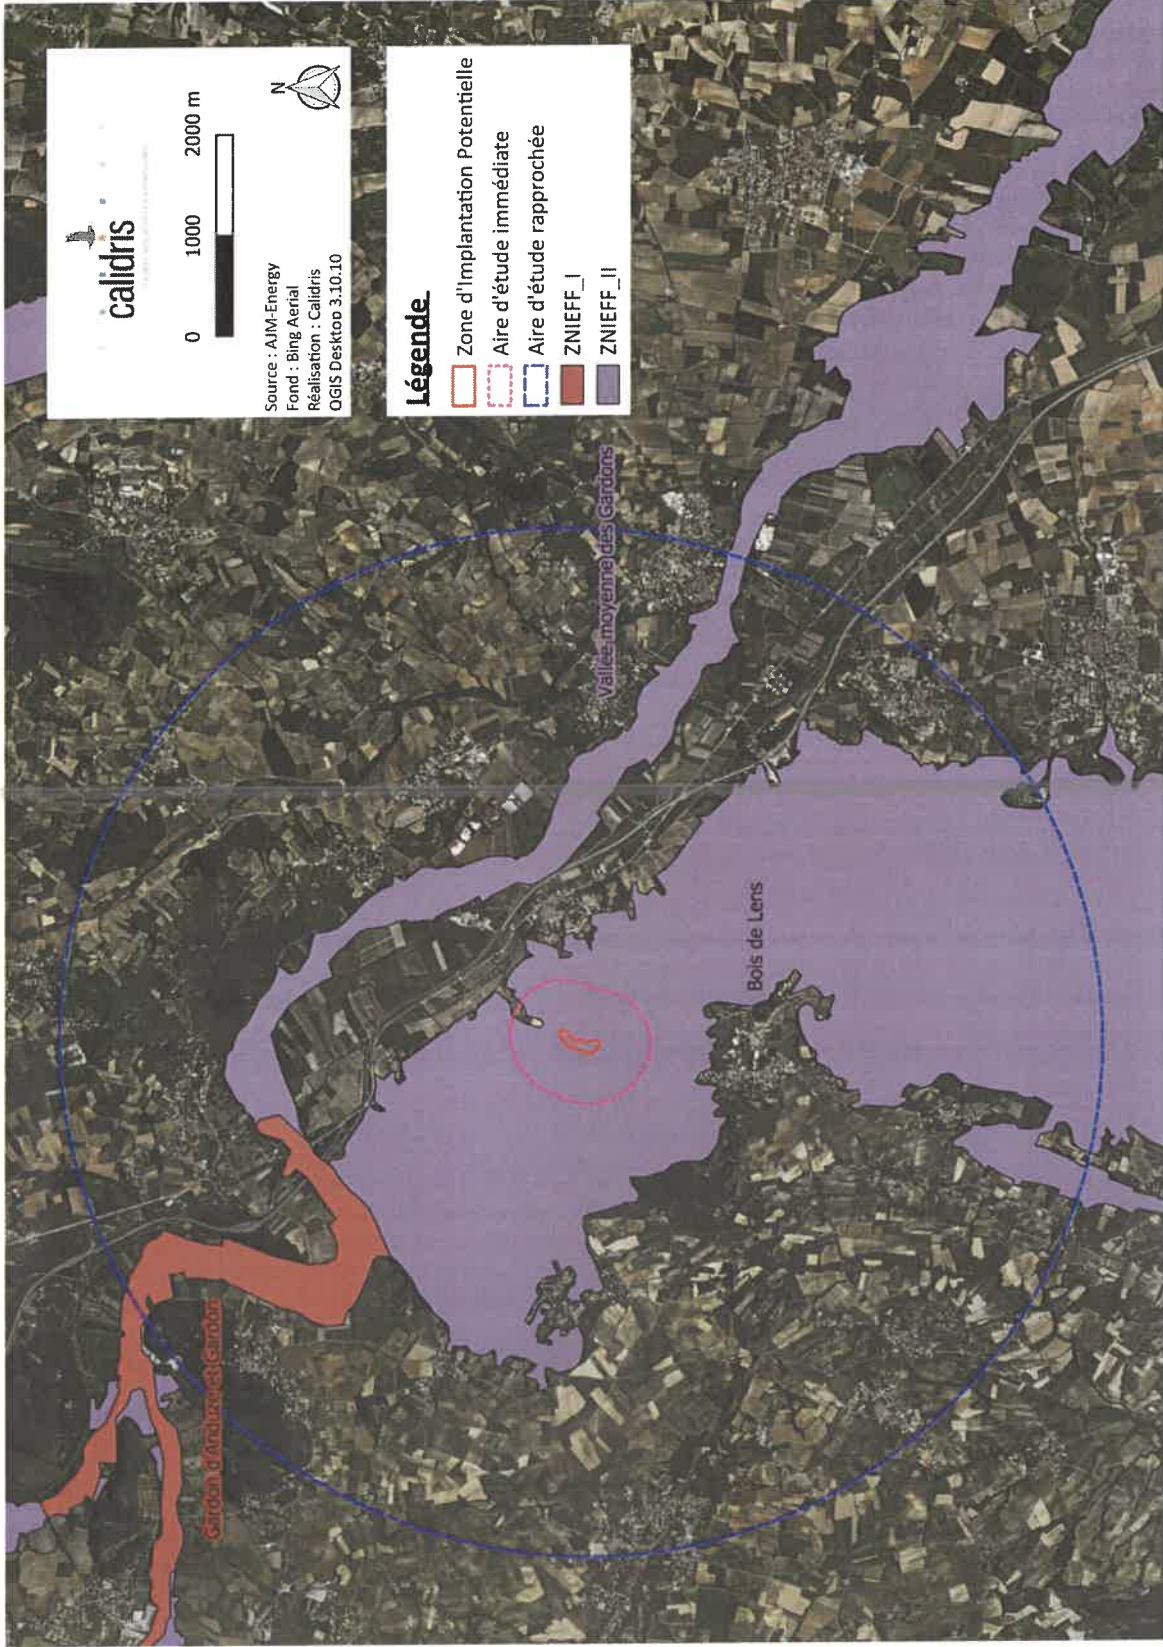 calidris
0 1000 2000 m
N
Source : AJM-Energy
Fond : Bing Aerial
Réalisation : Calidris
QGIS Desktop 3.10.10
Légende
Zone d'Implantation Potentielle
Aire d'étude immédiate
Aire d'étude rapprochée
ZNIEFF_I
ZNIEFF_II
Gardon d'Anduze et Gardon
Vallée moyenne des Gardons
Bois de Lens